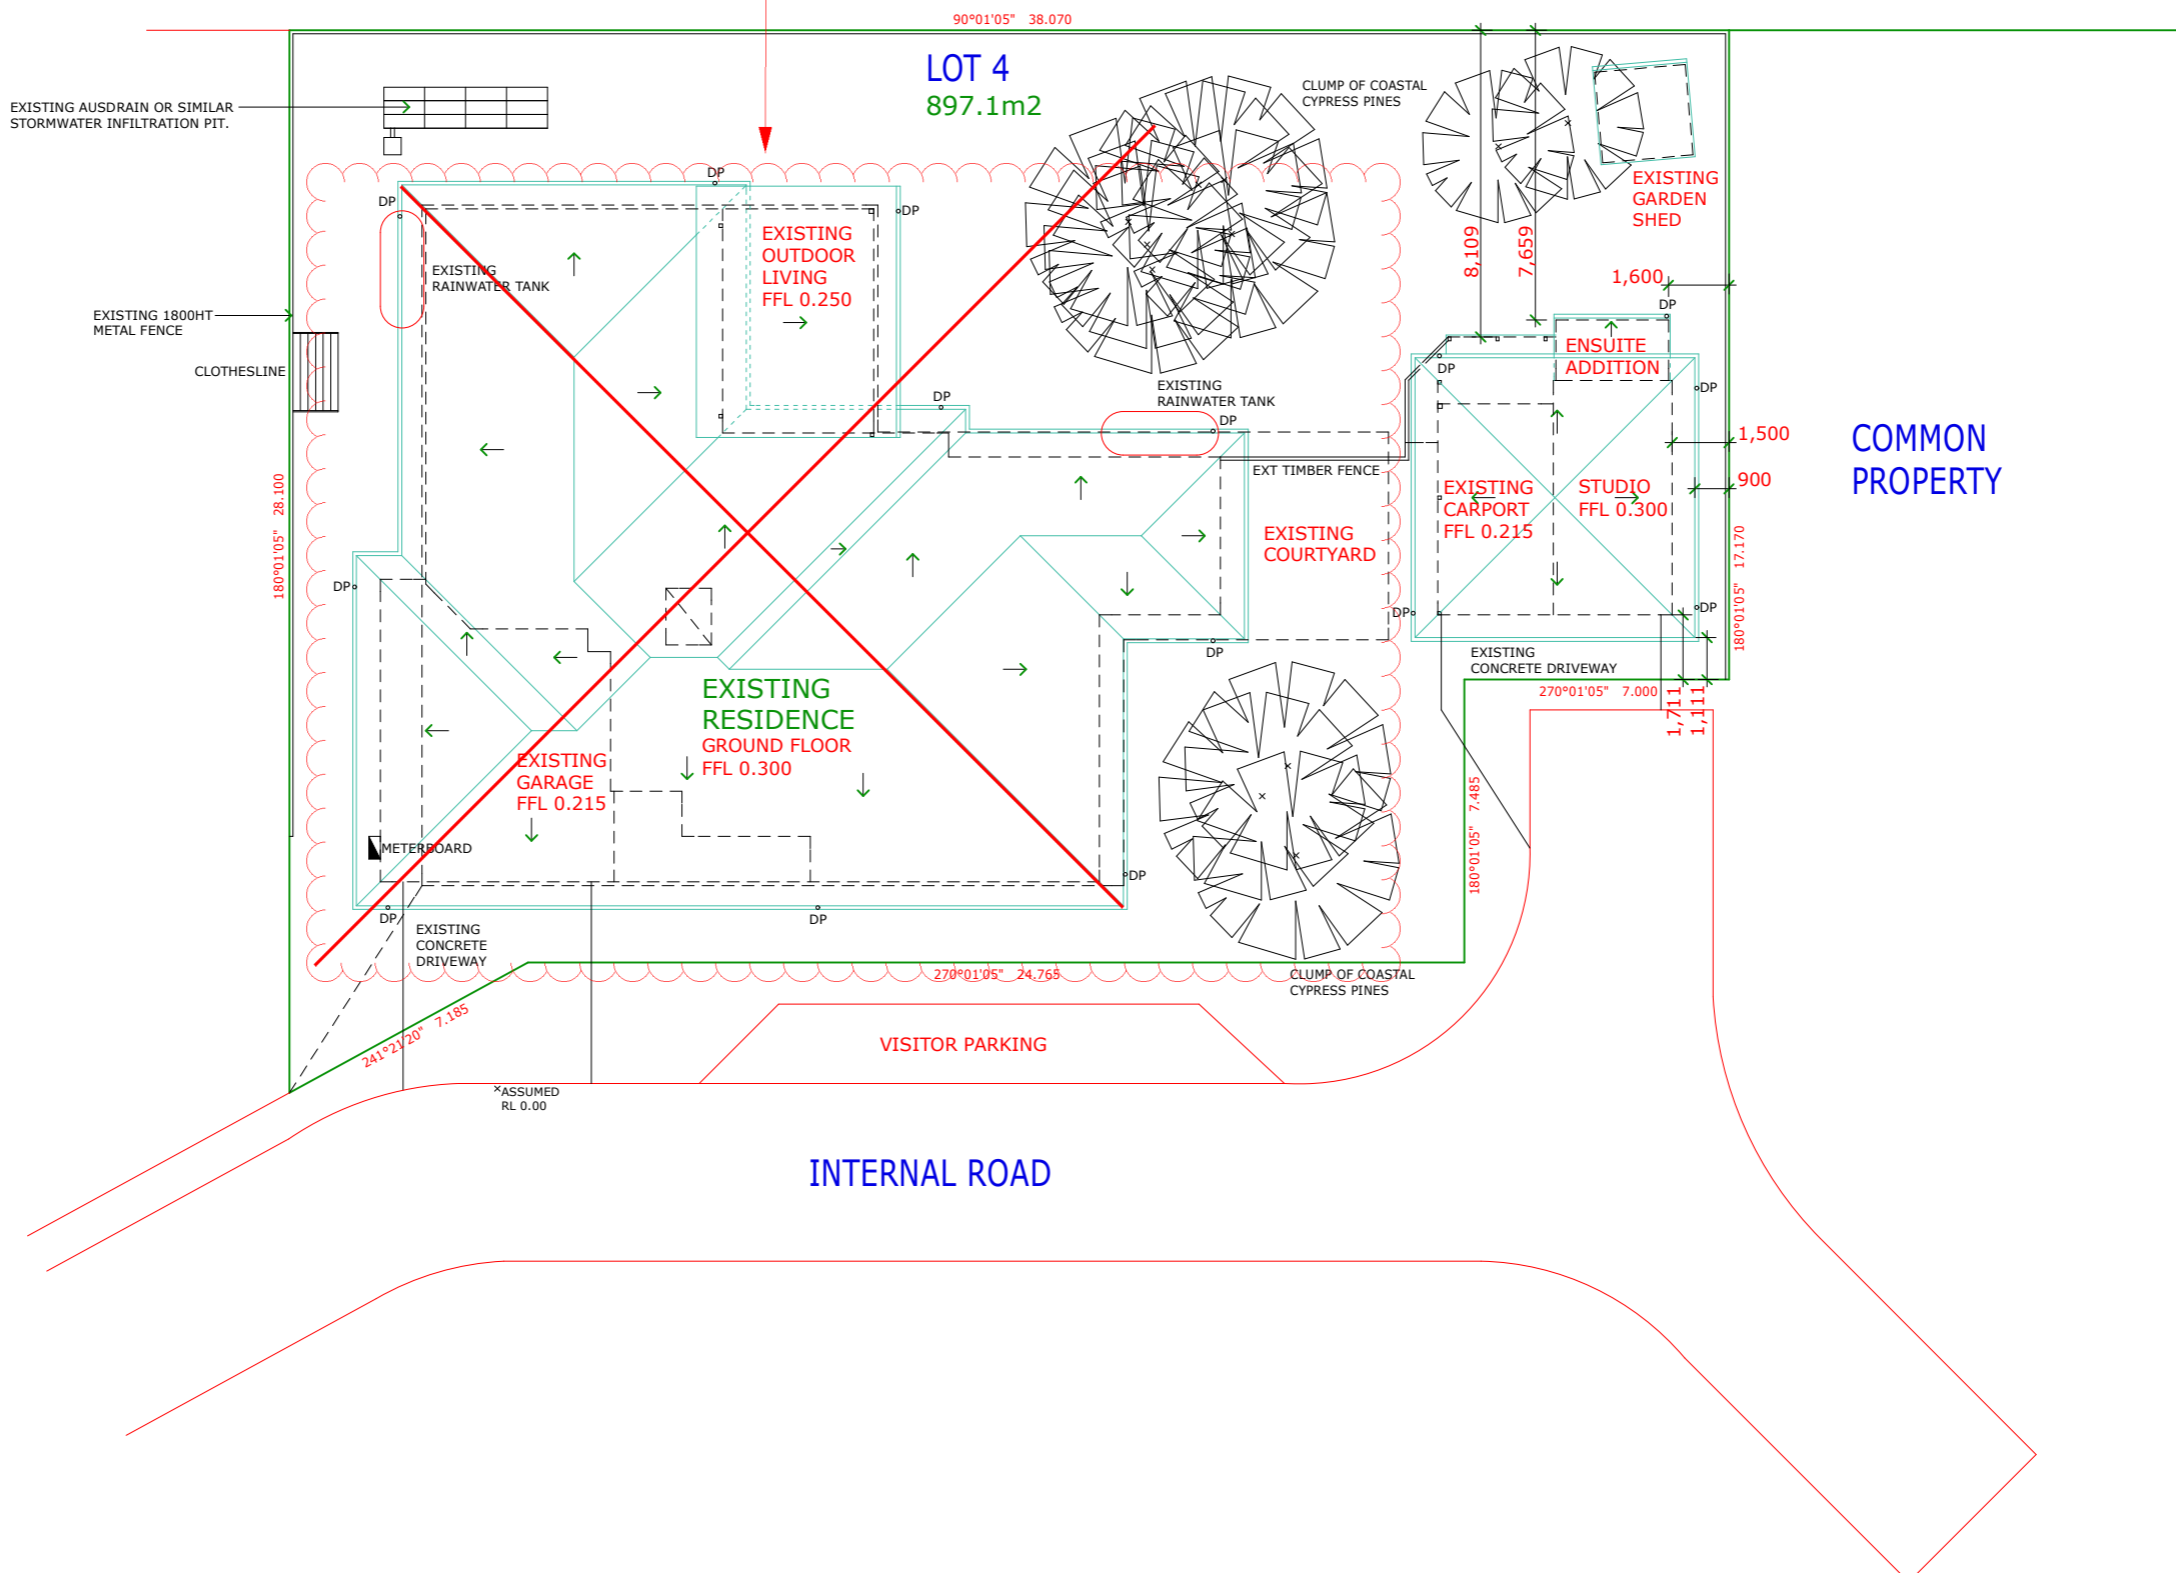 90°01'05" 38.070
LOT 4
897.1m2
CLUMP OF COASTAL
CYPRESS PINES
EXISTING AUSDRAIN OR SIMILAR
STORMWATER INFILTRATION PIT.
EXISTING
GARDEN
SHED
DP
DP
DP
EXISTING
OUTDOOR
LIVING
FFL 0.250
8,109
7,659
1,600
EXISTING
RAINWATER TANK
EXISTING 1800HT
METAL FENCE
DP
ENSUITE
ADDITION
CLOTHESLINE
DP
DP
EXISTING
RAINWATER TANK
DP
DP
1,500
COMMON
PROPERTY
EXT TIMBER FENCE
900
180°01'05" 28.100
EXISTING
CARPORT
FFL 0.215
STUDIO
FFL 0.300
EXISTING
COURTYARD
180°01'05" 17.170
DP
DP
DP
DP
EXISTING
CONCRETE DRIVEWAY
270°01'05" 7.000
1,711
1,111
EXISTING
RESIDENCE
GROUND FLOOR
FFL 0.300
EXISTING
GARAGE
FFL 0.215
180°01'05" 7.485
METERBOARD
DP
DP
DP
EXISTING
CONCRETE
DRIVEWAY
270°01'05" 24.765
CLUMP OF COASTAL
CYPRESS PINES
241°21'20" 7.185
VISITOR PARKING
ASSUMED
RL 0.00
INTERNAL ROAD